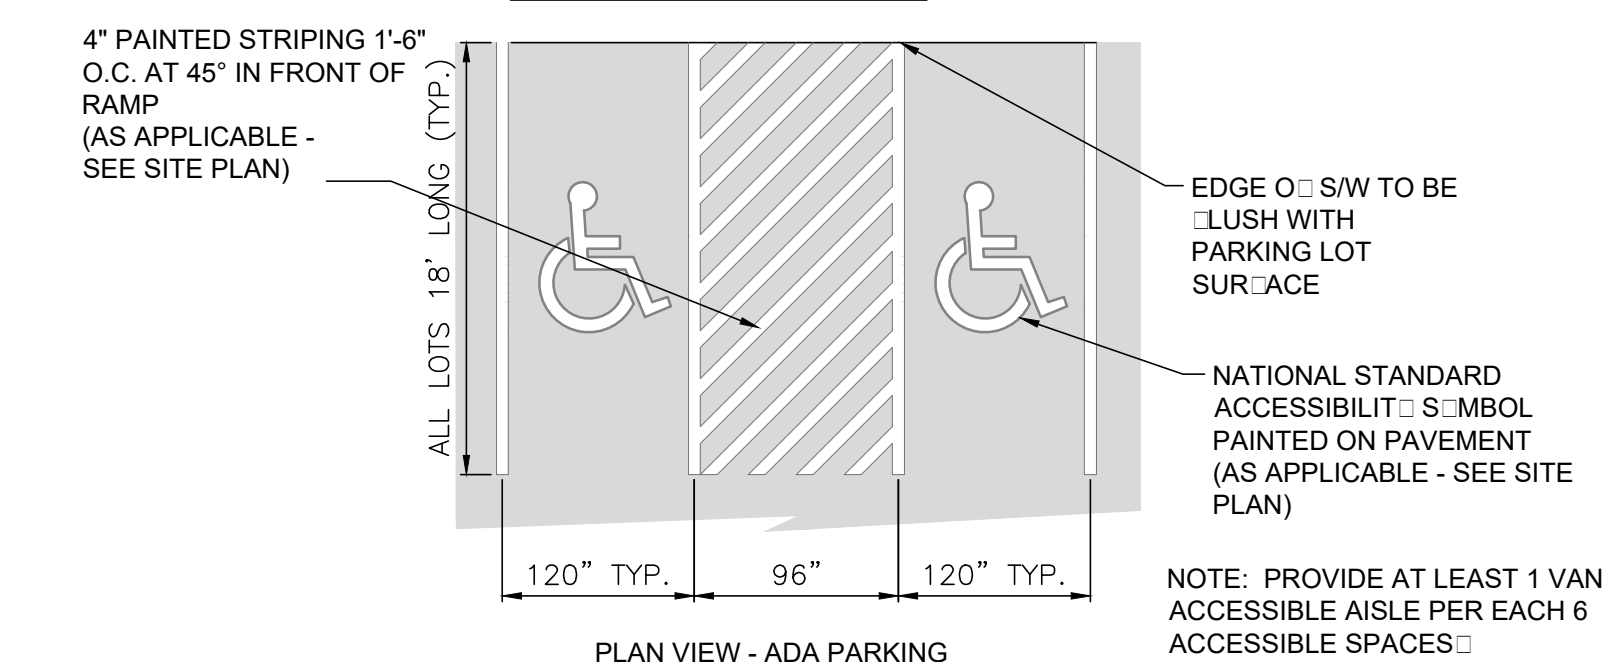 4" PAINTED STRIPING 1'-6"
O.C. AT 45° IN FRONT OF
RAMP
(AS APPLICABLE -
SEE SITE PLAN)
ALL LOTS 18' LONG (TYP.)
EDGE O□ S/W TO BE
□LUSH WITH
PARKING LOT
SUR□ACE
NATIONAL STANDARD
ACCESSIBILIT□ S□MBOL
PAINTED ON PAVEMENT
(AS APPLICABLE - SEE SITE
PLAN)
120" TYP.
96"
120" TYP.
NOTE: PROVIDE AT LEAST 1 VAN
ACCESSIBLE AISLE PER EACH 6
ACCESSIBLE SPACES□
PLAN VIEW - ADA PARKING